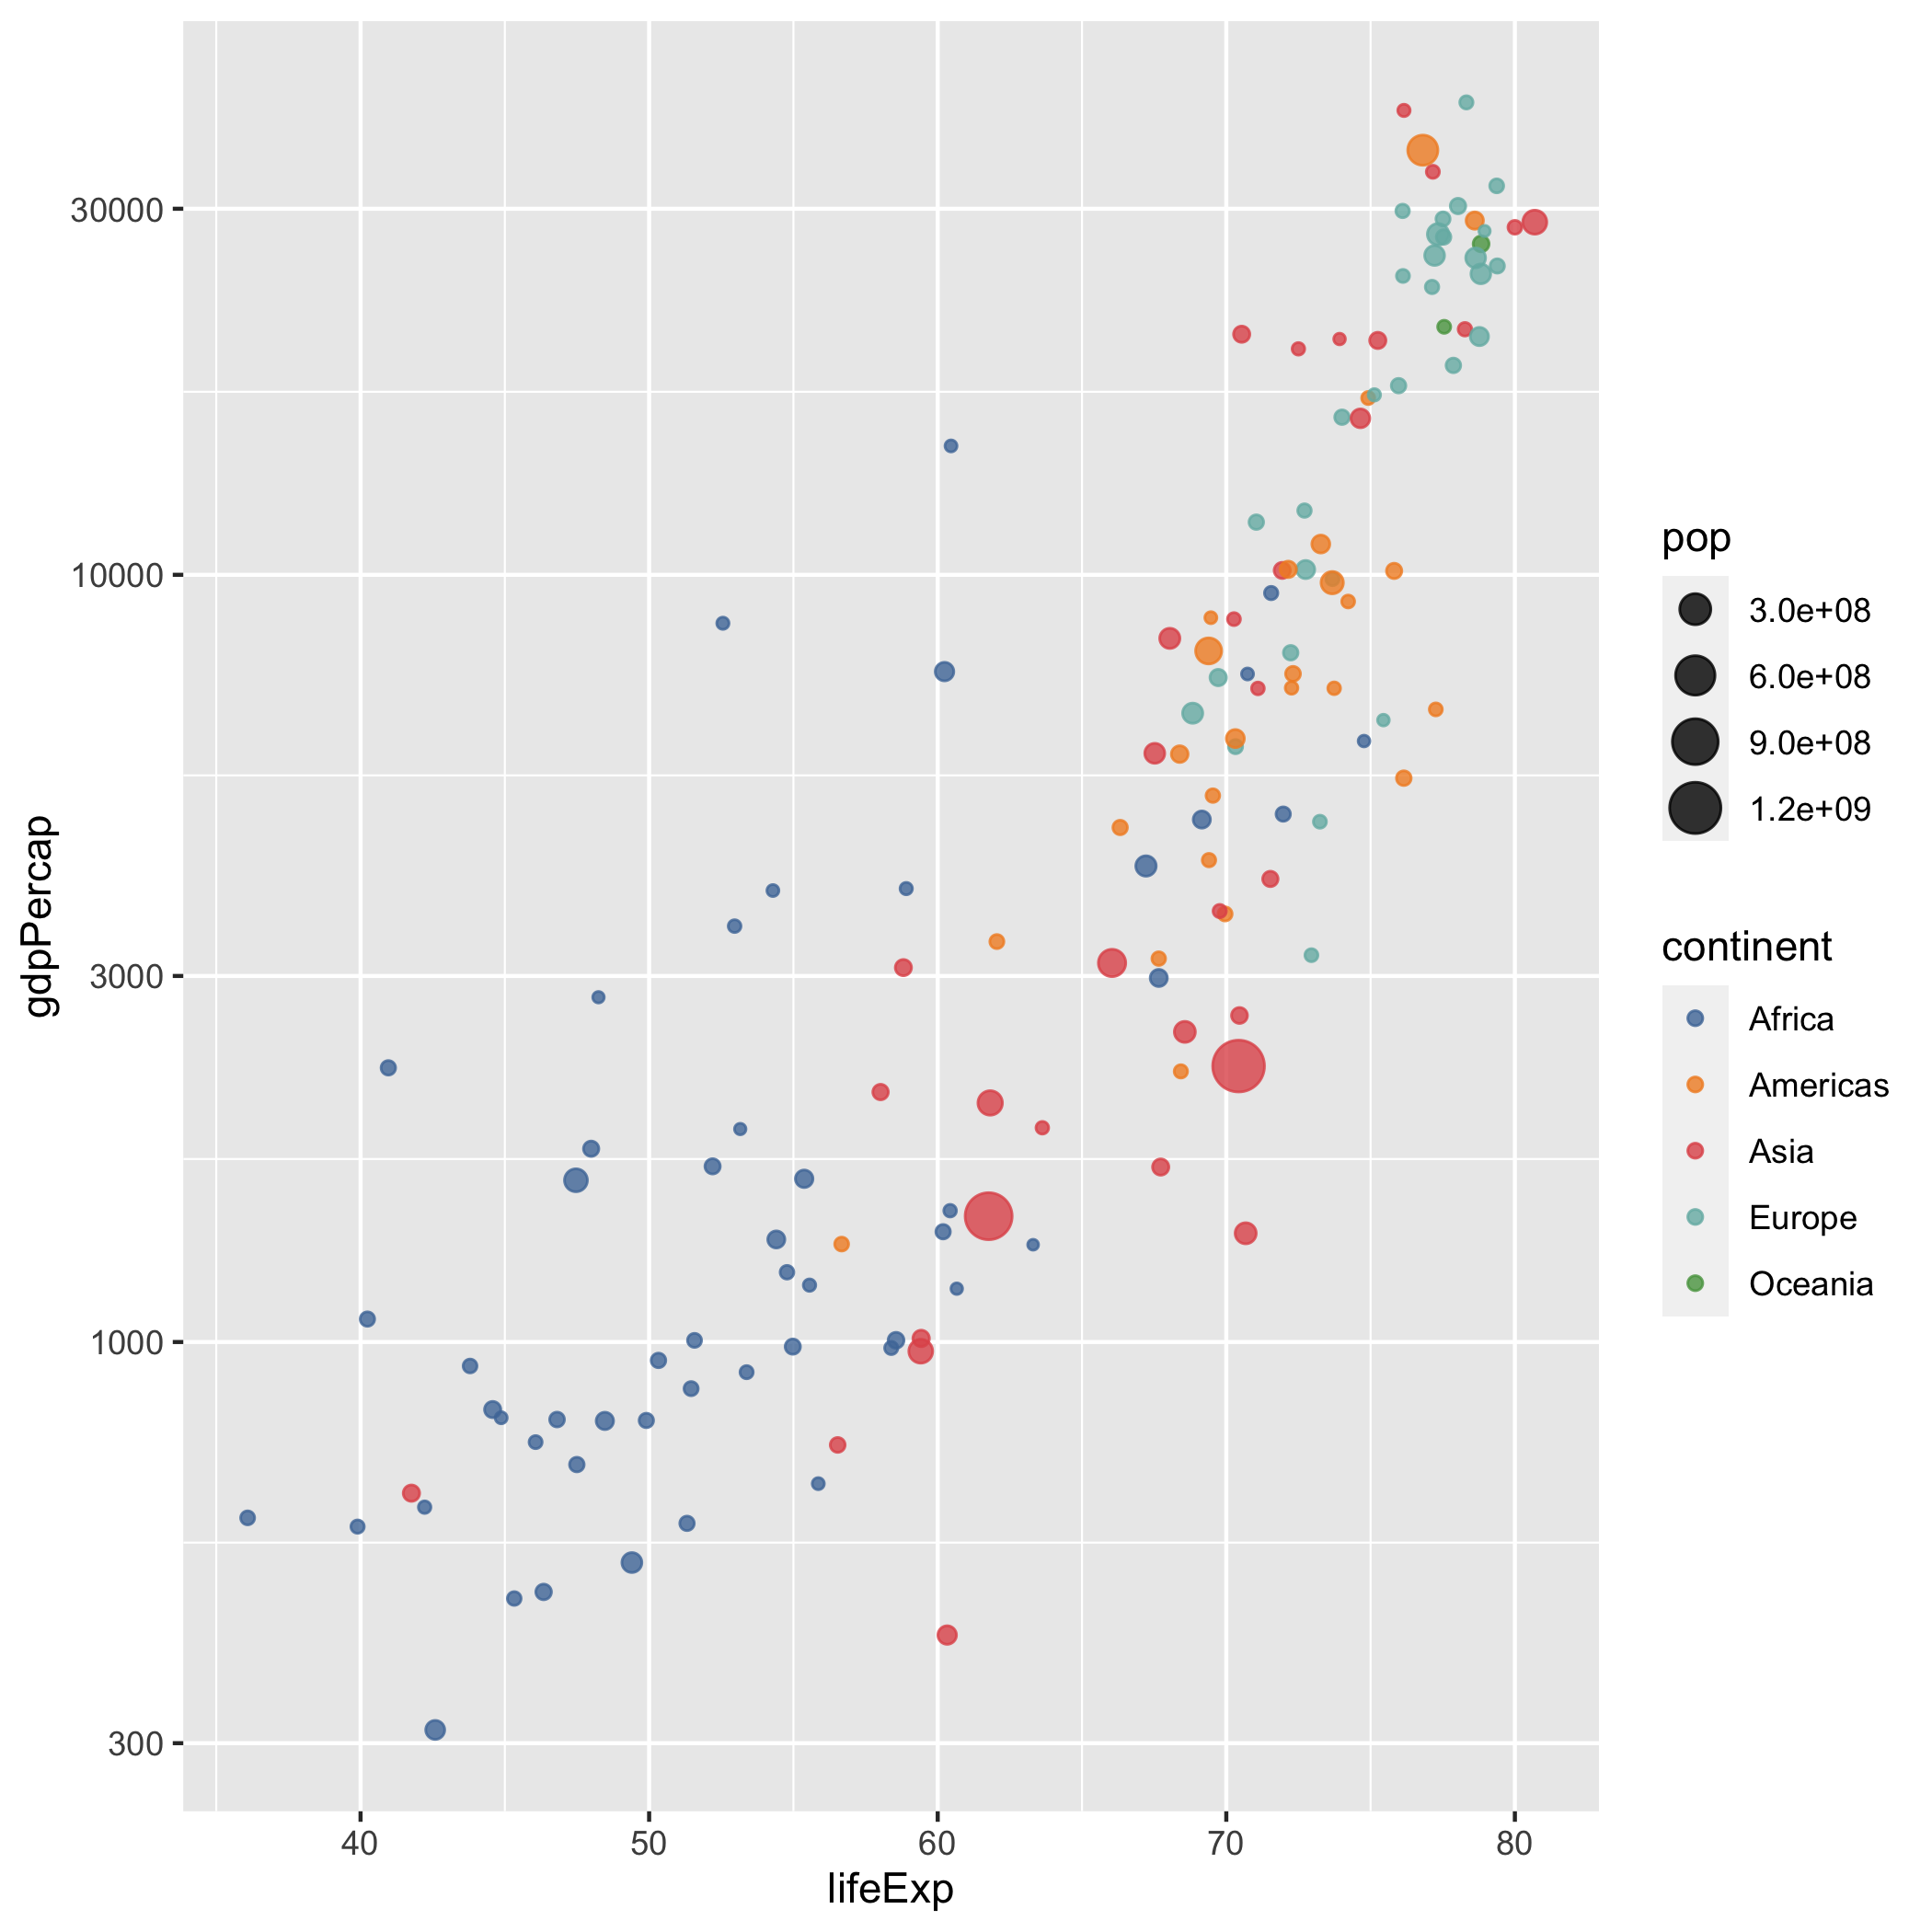 gdpPercap
30000
10000
3000
1000
300
40 50 60 70 80
lifeExp
pop
3.0e+08
6.0e+08
9.0e+08
1.2e+09
continent
Africa
Americas
Asia
Europe
Oceania